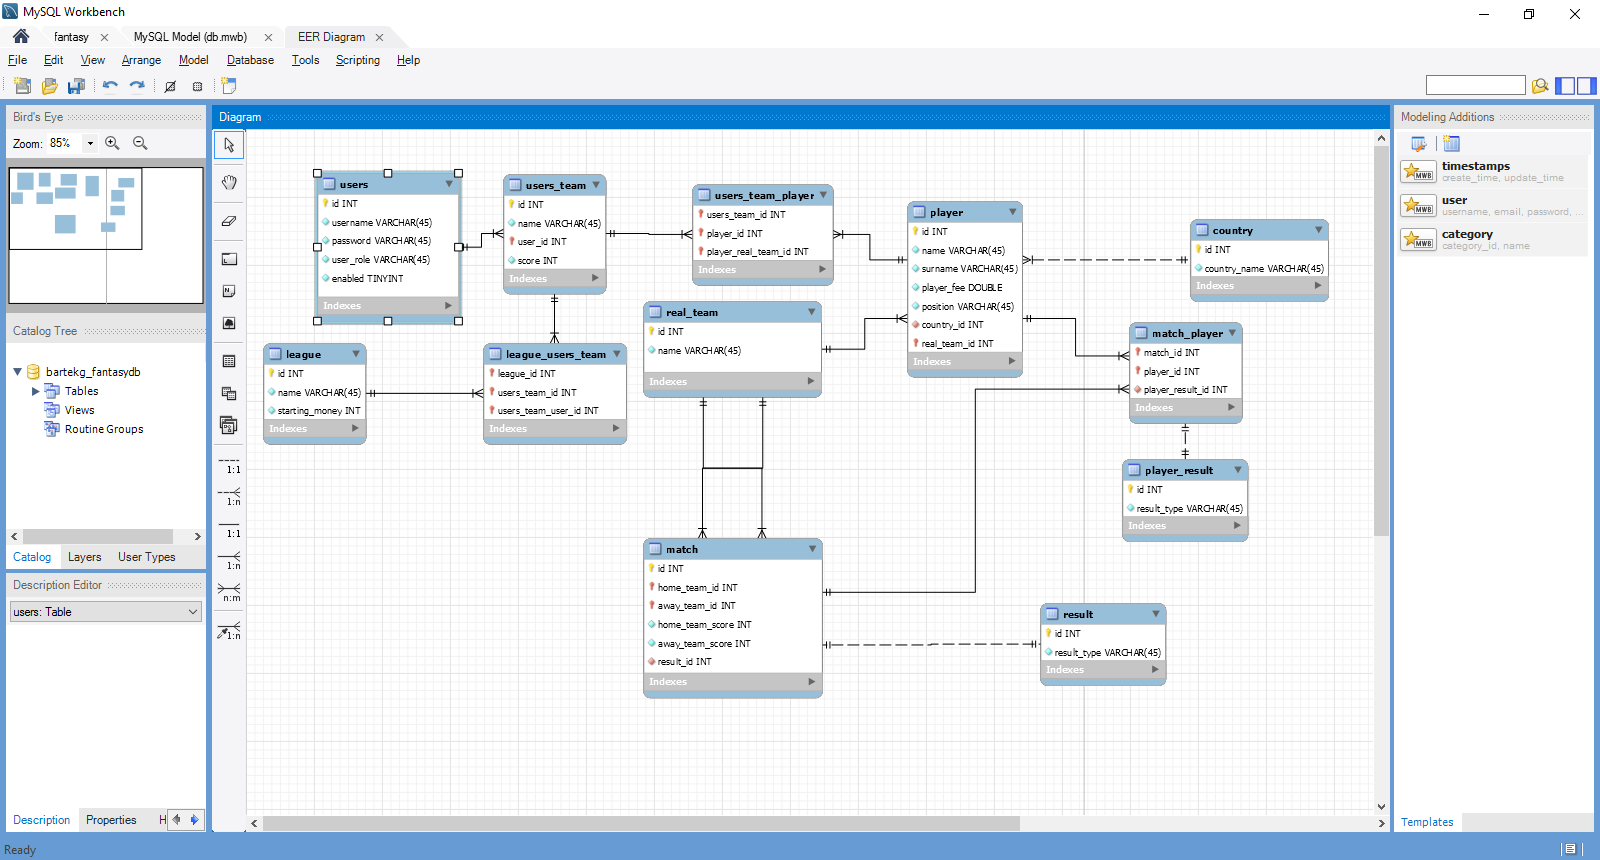 MySQL Workbench
fantasy
MySQL Model (db.mwb)
EER Diagram
File Edit View Arrange Model Database Tools Scripting Help
Bird's Eye
Zoom: 85%
Catalog Tree
bartekg_fantasydb
Tables
Views
Routine Groups
Catalog Layers User Types
Description Editor
users: Table
Description Properties H
Ready
Diagram
1:1
1:n
1:1
1:n
n:m
1:n
users
id INT
username VARCHAR(45)
password VARCHAR(45)
user_role VARCHAR(45)
enabled TINYINT
Indexes
users_team
id INT
name VARCHAR(45)
user_id INT
score INT
Indexes
users_team_player
users_team_id INT
player_id INT
player_real_team_id INT
Indexes
player
id INT
name VARCHAR(45)
surname VARCHAR(45)
player_fee DOUBLE
position VARCHAR(45)
country_id INT
real_team_id INT
Indexes
country
id INT
country_name VARCHAR(45)
Indexes
real_team
id INT
name VARCHAR(45)
Indexes
league
id INT
name VARCHAR(45)
starting_money INT
Indexes
league_users_team
league_id INT
users_team_id INT
users_team_user_id INT
Indexes
match_player
match_id INT
player_id INT
player_result_id INT
Indexes
player_result
id INT
result_type VARCHAR(45)
Indexes
match
id INT
home_team_id INT
away_team_id INT
home_team_score INT
away_team_score INT
result_id INT
Indexes
result
id INT
result_type VARCHAR(45)
Indexes
Modeling Additions
timestamps
create_time, update_time
user
username, email, password, ...
category
category_id, name
Templates